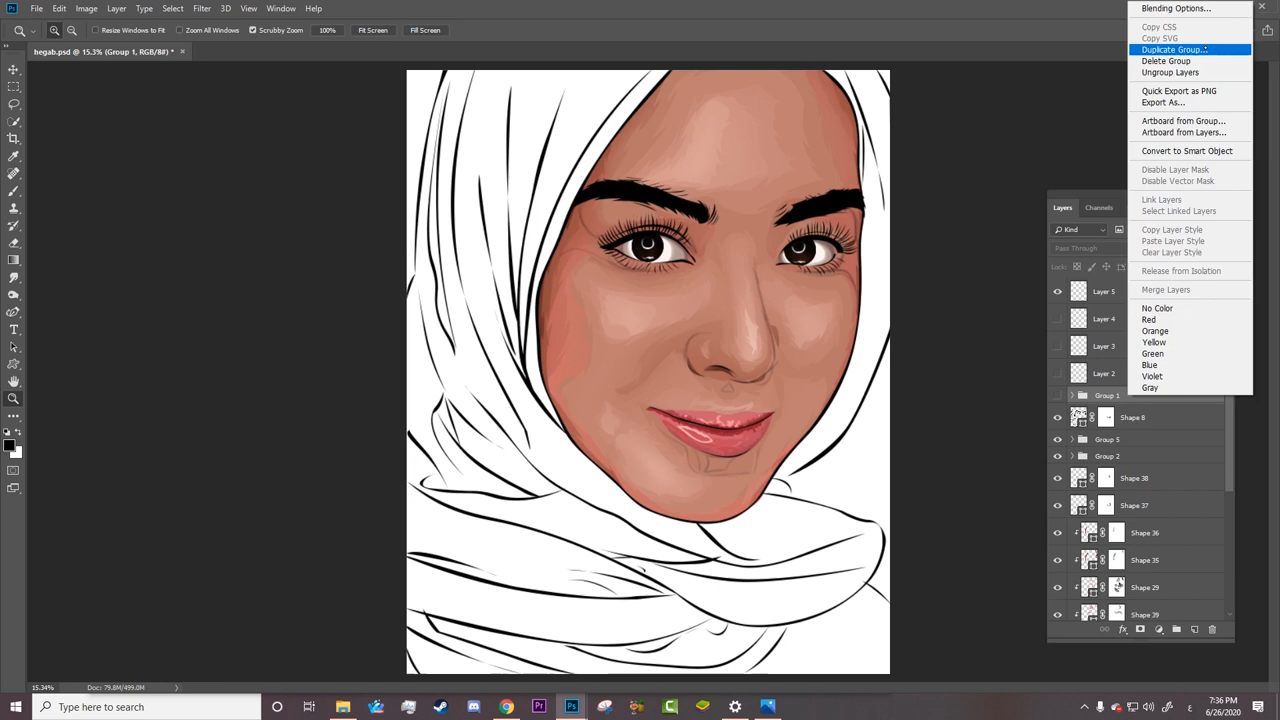 File Edit Image Layer Type Select Filter 3D View Window Help
Resize Windows to Fit Zoom All Windows Scrubby Zoom 100% Fit Screen Fill Screen
hegab.psd @ 15.3% (Group 1, RGB/8#) *
Blending Options...
Copy CSS
Copy SVG
Duplicate Group...
Delete Group
Ungroup Layers
Quick Export as PNG
Export As...
Artboard from Group...
Artboard from Layers...
Convert to Smart Object
Disable Layer Mask
Disable Vector Mask
Link Layers
Select Linked Layers
Copy Layer Style
Paste Layer Style
Clear Layer Style
Release from Isolation
Merge Layers
No Color
Red
Orange
Yellow
Green
Blue
Violet
Gray
Layers Channels
Kind
Pass Through
Lock:
Layer 5
Layer 4
Layer 3
Layer 2
Group 1
Shape 8
Group 5
Group 2
Shape 38
Shape 37
Shape 36
Shape 35
Shape 29
Shape 39
fx
15.34% Doc: 79.8M/499.0M
Type here to search
7:36 PM
6/26/2020